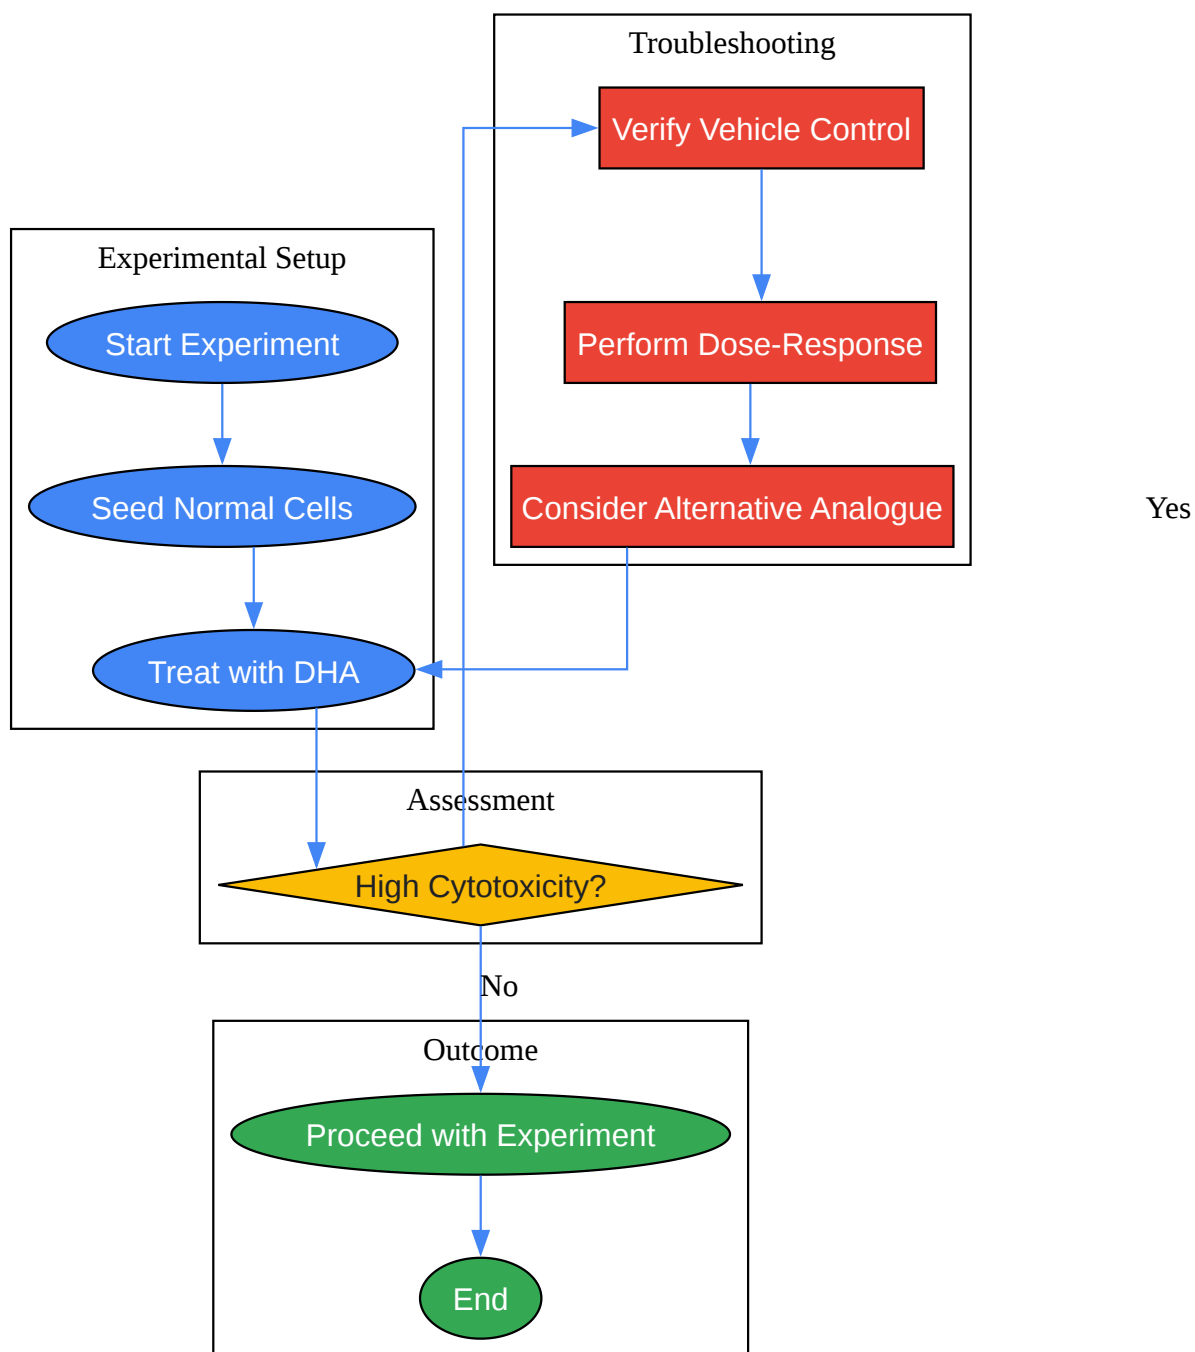 Troubleshooting
Verify Vehicle Control
Experimental Setup
Start Experiment
Perform Dose-Response
Seed Normal Cells
Consider Alternative Analogue
Yes
Treat with DHA
Assessment
High Cytotoxicity?
No
Outcome
Proceed with Experiment
End